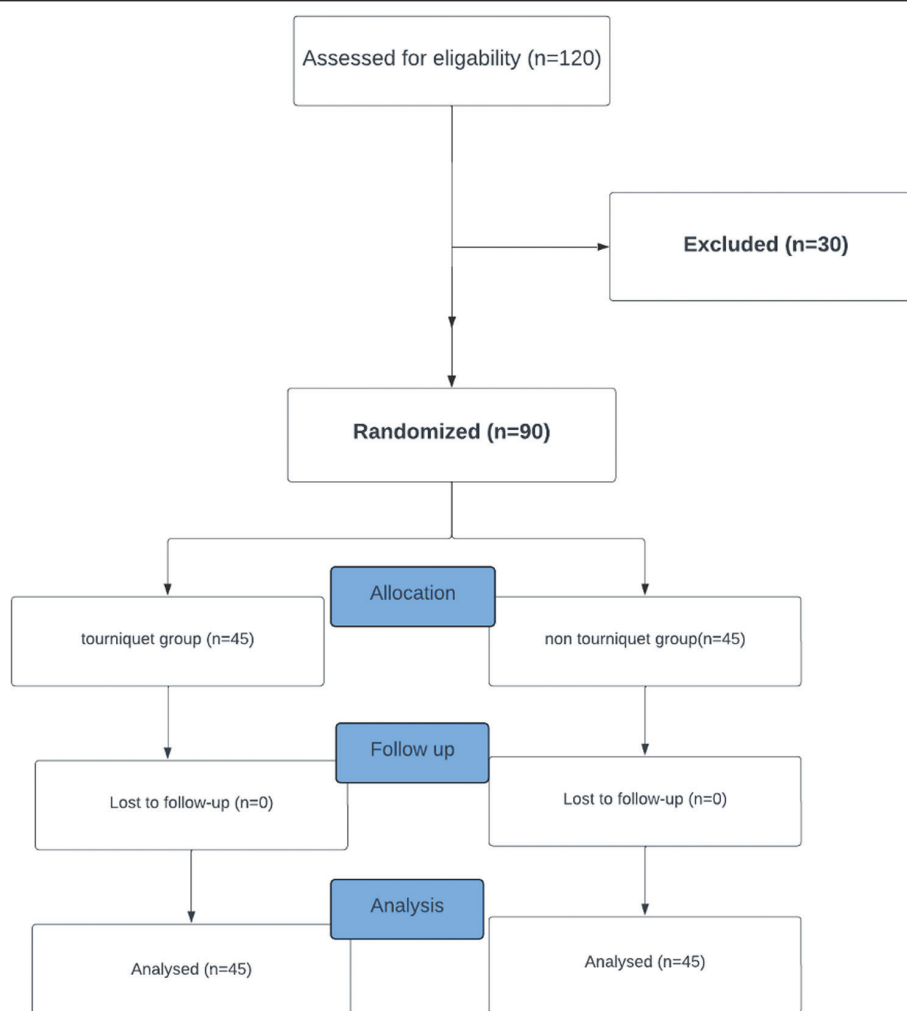 Assessed for eligability (n=120)
Excluded (n=30)
Randomized (n=90)
Allocation
tourniquet group (n=45)
non tourniquet group(n=45)
Follow up
Lost to follow-up (n=0)
Lost to follow-up (n=0)
Analysis
Analysed (n=45)
Analysed (n=45)